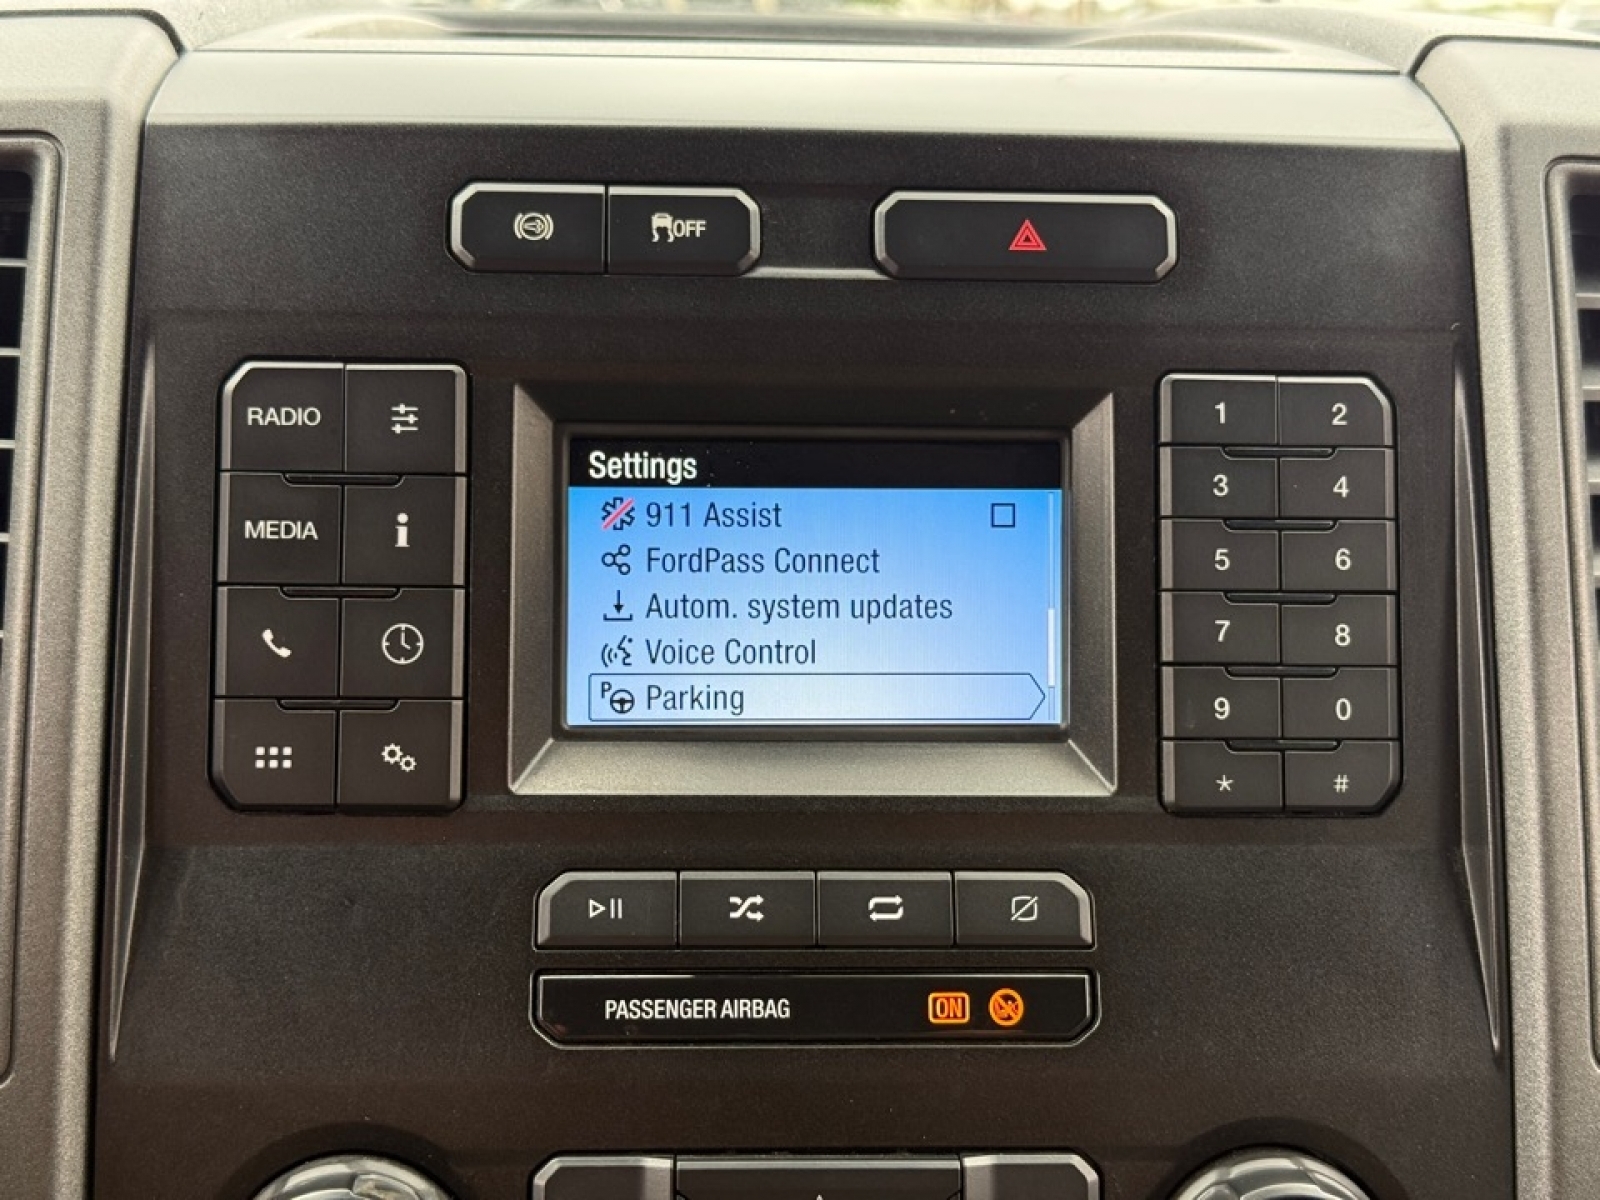 OFF
RADIO
MEDIA
Settings
911 Assist
FordPass Connect
Autom. system updates
Voice Control
P Parking
1 2
3 4
5 6
7 8
9 0
* #
PASSENGER AIRBAG ON